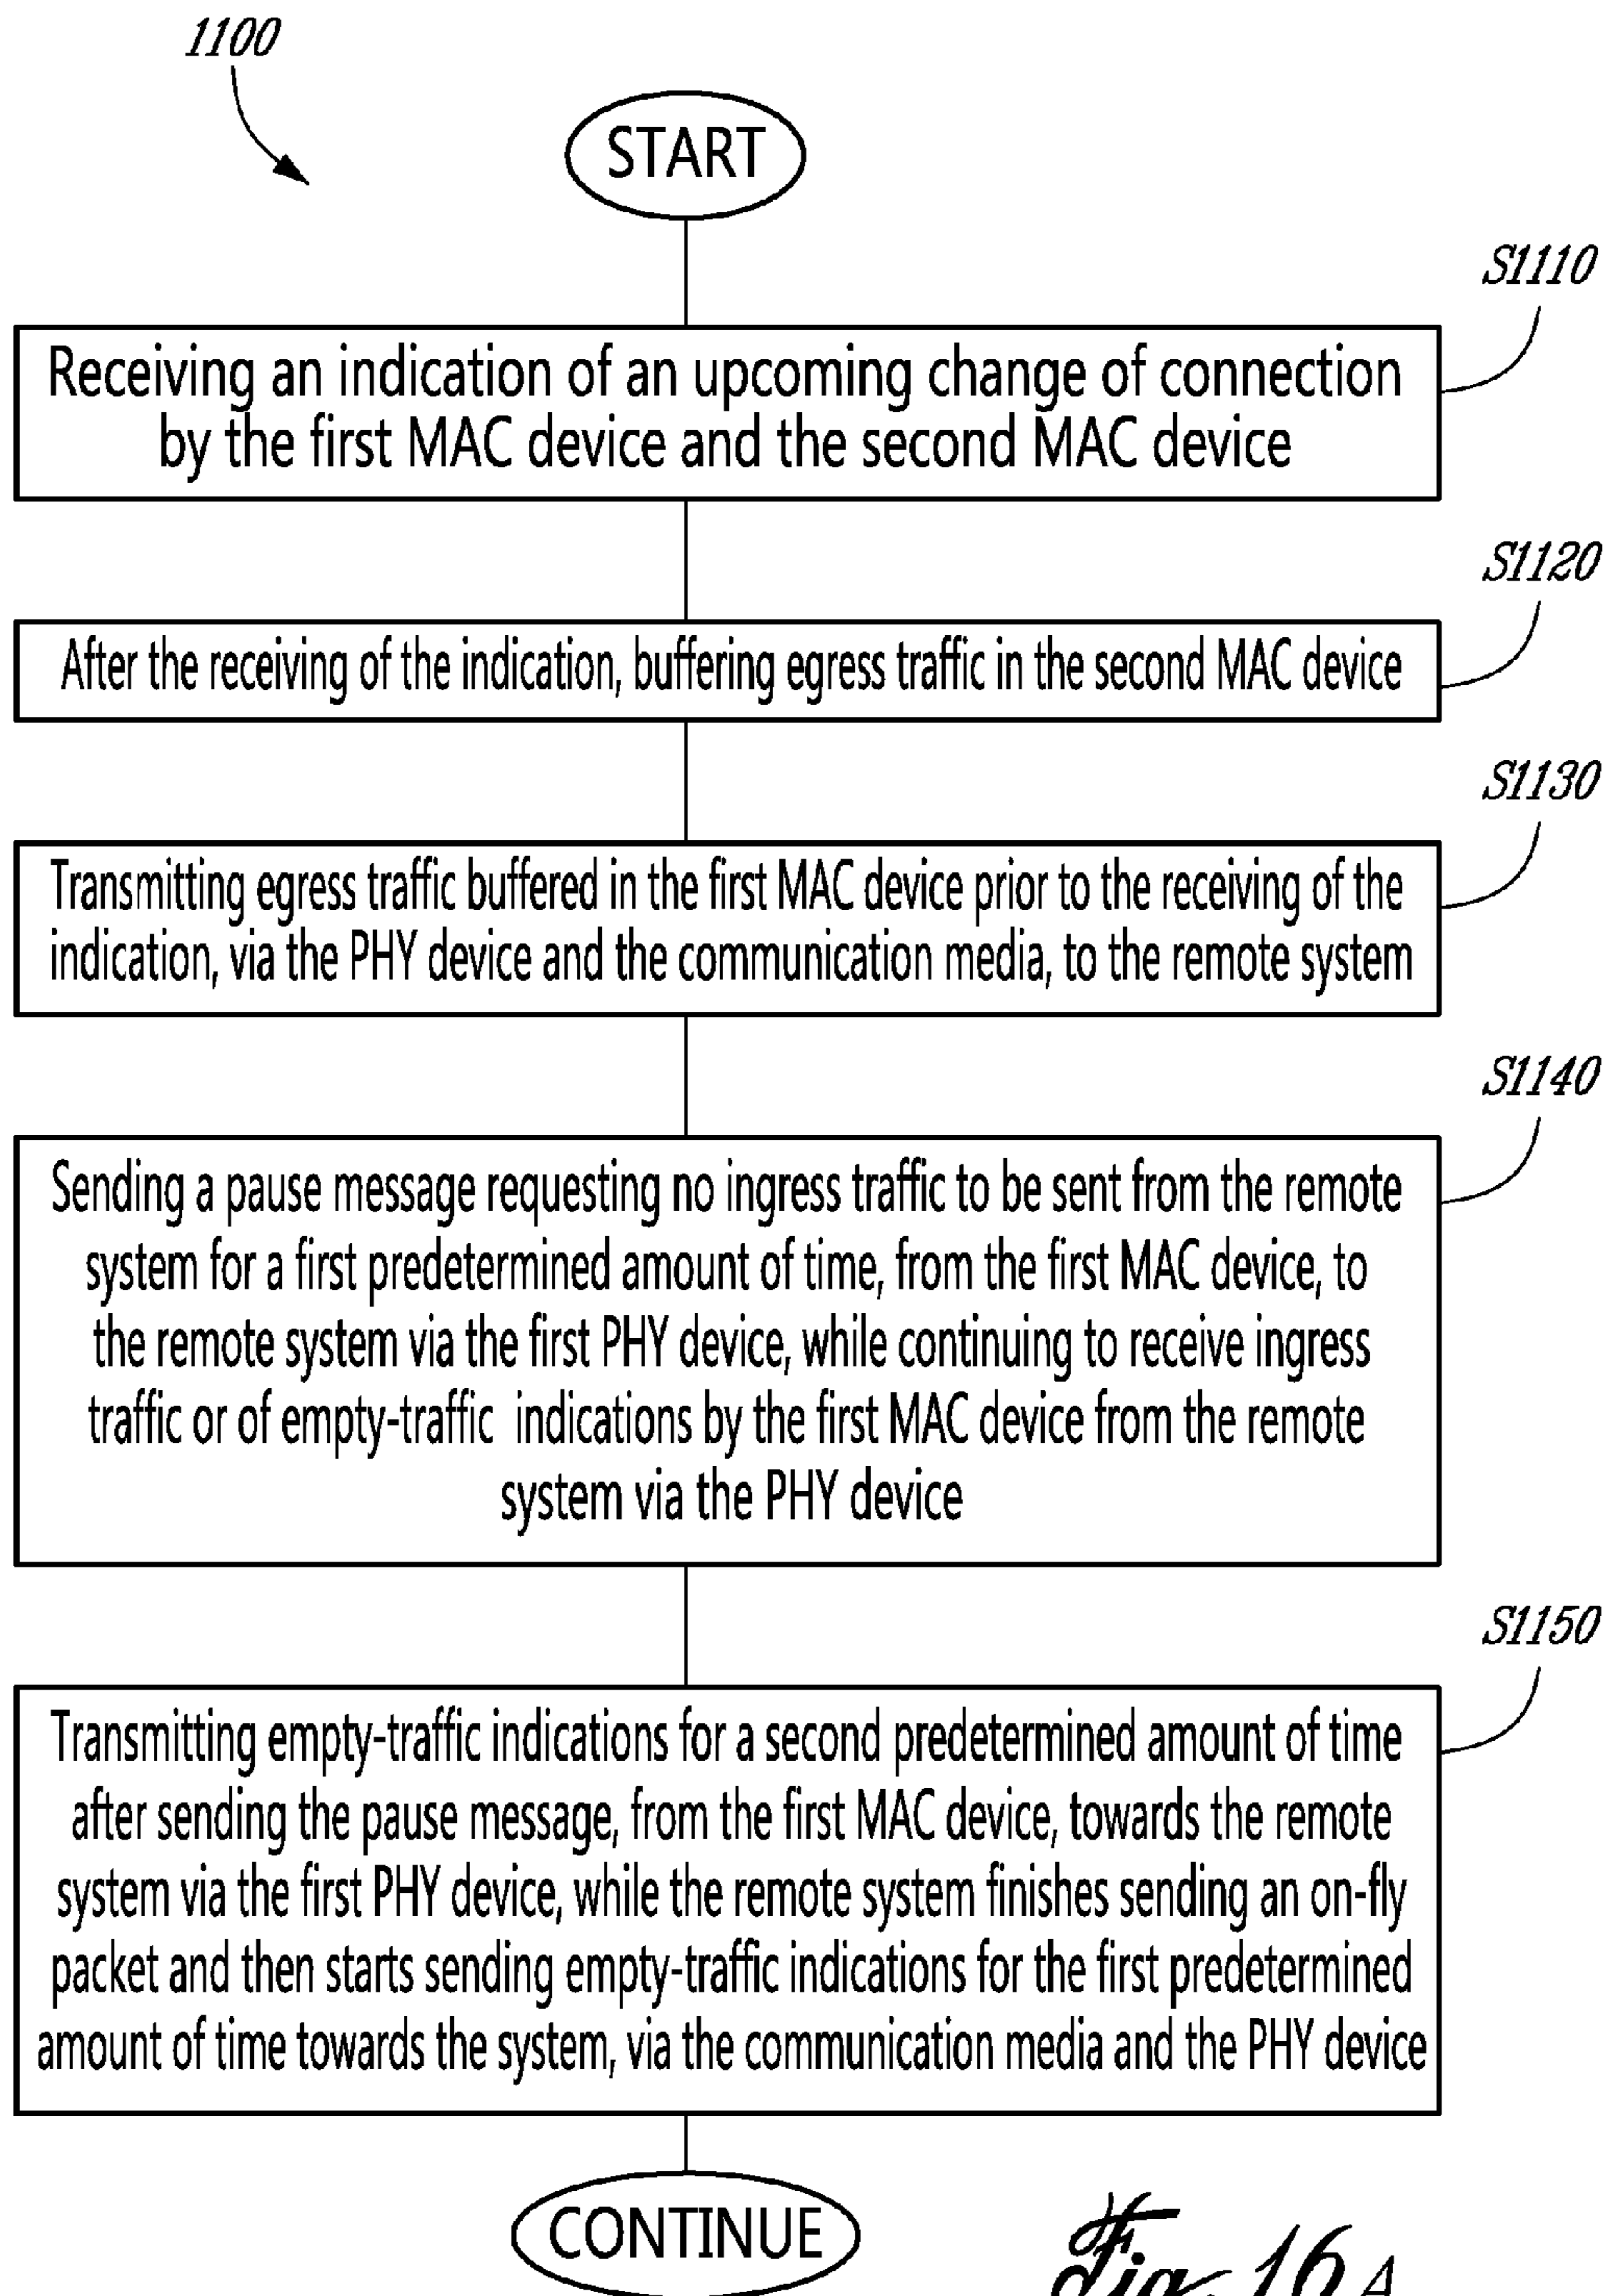 1100
START
S1110
Receiving an indication of an upcoming change of connection
by the first MAC device and the second MAC device
S1120
After the receiving of the indication, buffering egress traffic in the second MAC device
S1130
Transmitting egress traffic buffered in the first MAC device prior to the receiving of the
indication, via the PHY device and the communication media, to the remote system
S1140
Sending a pause message requesting no ingress traffic to be sent from the remote
system for a first predetermined amount of time, from the first MAC device, to
the remote system via the first PHY device, while continuing to receive ingress
traffic or of empty-traffic indications by the first MAC device from the remote
system via the PHY device
S1150
Transmitting empty-traffic indications for a second predetermined amount of time
after sending the pause message, from the first MAC device, towards the remote
system via the first PHY device, while the remote system finishes sending an on-fly
packet and then starts sending empty-traffic indications for the first predetermined
amount of time towards the system, via the communication media and the PHY device
CONTINUE
Fig. 16A